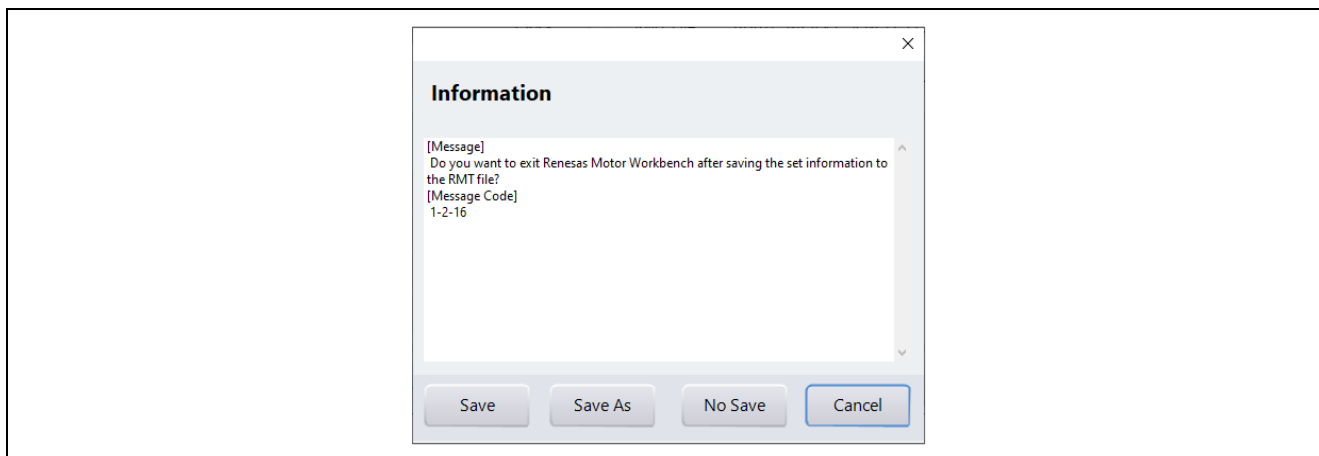 Information
[Message]
Do you want to exit Renesas Motor Workbench after saving the set information to
the RMT file?
[Message Code]
1-2-16
Save Save As No Save Cancel